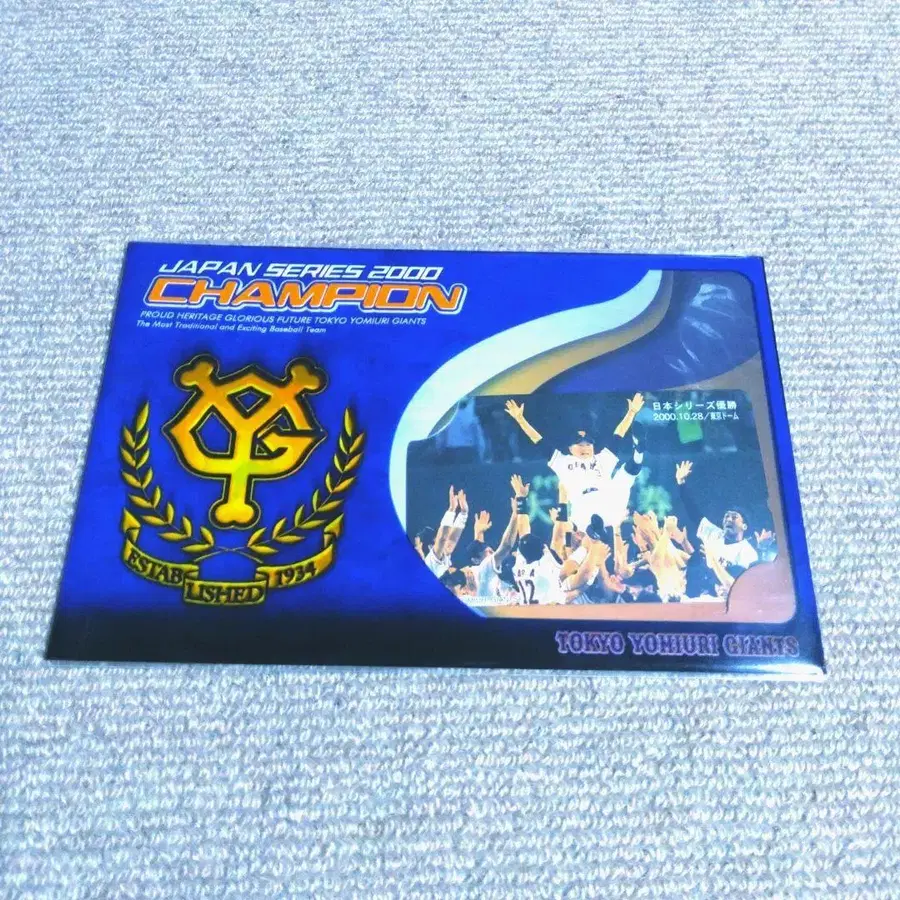 JAPAN SERIES 2000
CHAMPION
PROUD HERITAGE GLORIOUS FUTURE TOKYO YOMIURI GIANTS
The Most Traditional and Exciting Baseball Team
YG
ESTAB
LISHED
1934
日本シリーズ優勝
2000.10.28/東京ドーム
12
TOKYO YOMIURI GIANTS